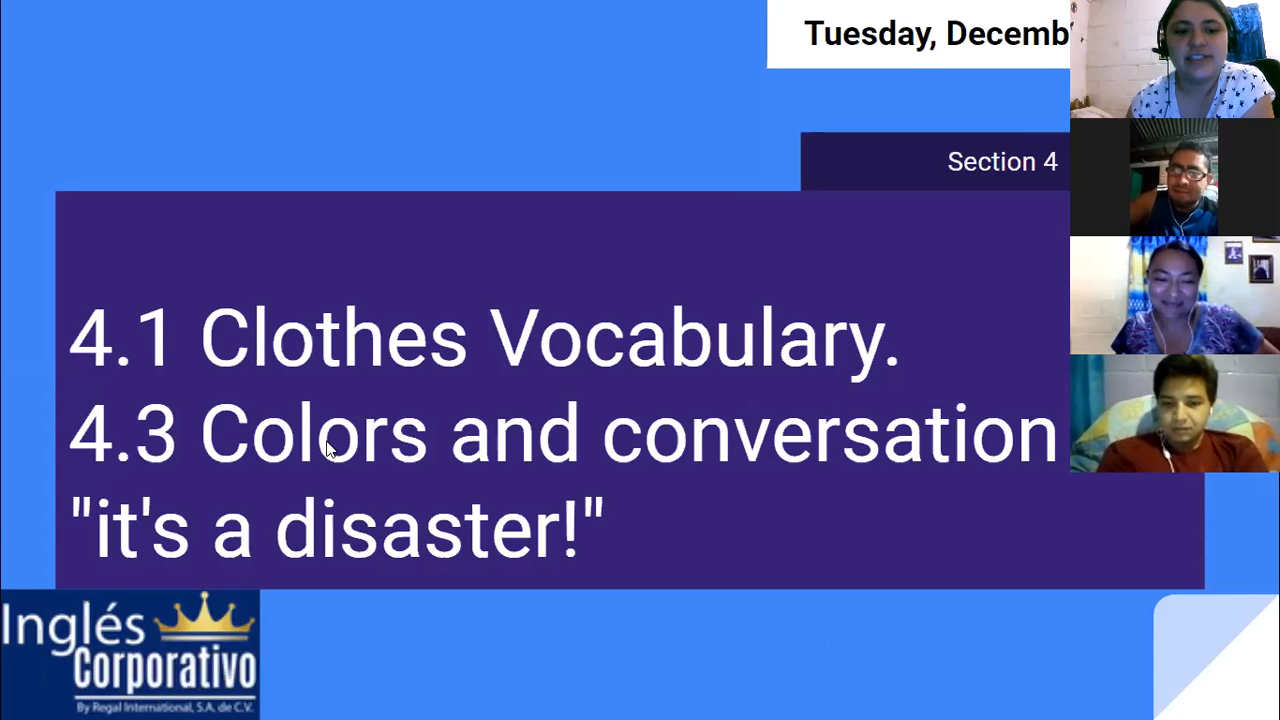 Tuesday, Decemb
Section 4
4.1 Clothes Vocabulary.
4.3 Colors and conversation
"it's a disaster!"
Inglés
Corporativo
By Regal International, S.A. de C.V.